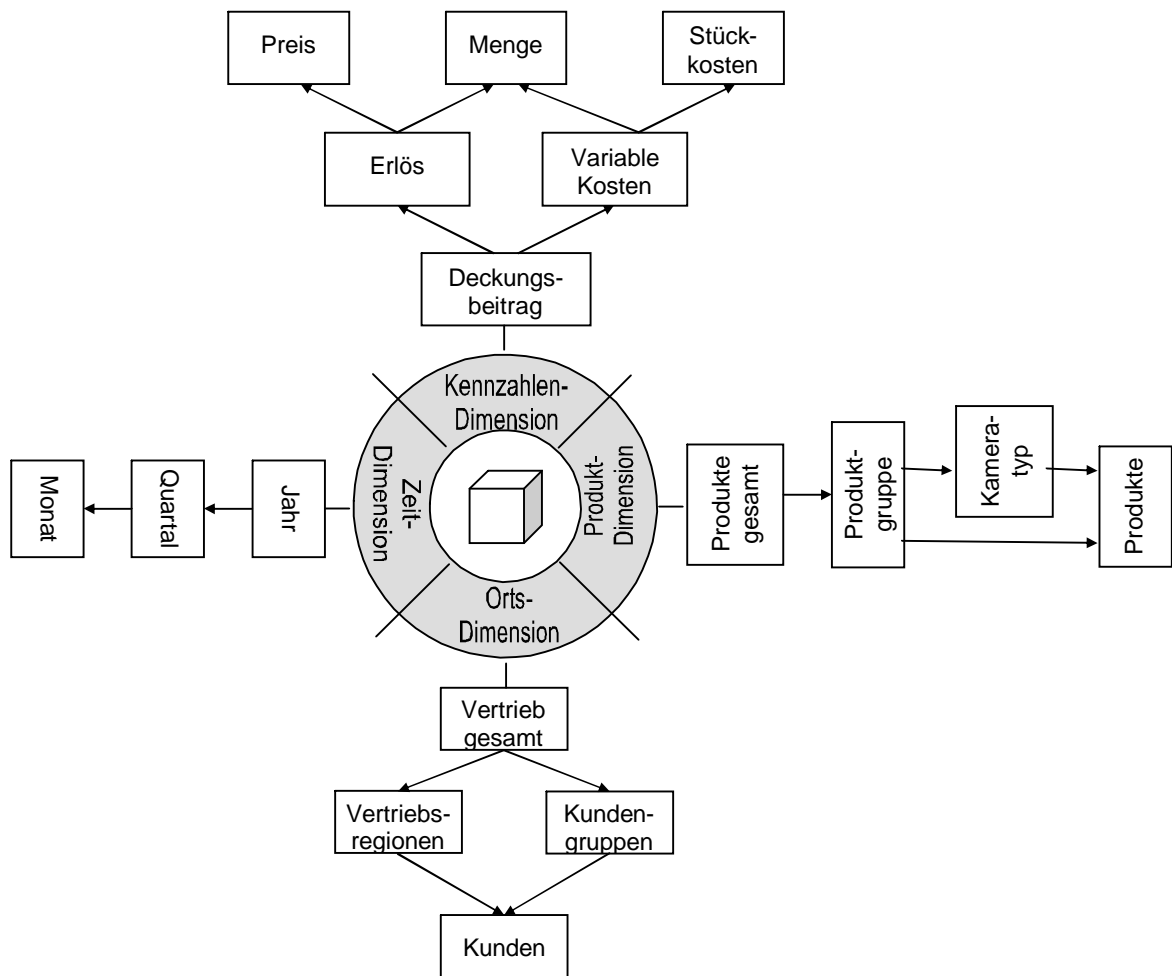 Preis
Menge
Stück-
kosten
Erlös
Variable
Kosten
Deckungs-
beitrag
Kennzahlen-
Dimension
Zeit-
Dimension
Produkt-
Dimension
Orts-
Dimension
Monat
Quartal
Jahr
Produkte
gesamt
Produkt-
gruppe
Kamera-
typ
Produkte
Vertrieb
gesamt
Vertriebs-
regionen
Kunden-
gruppen
Kunden